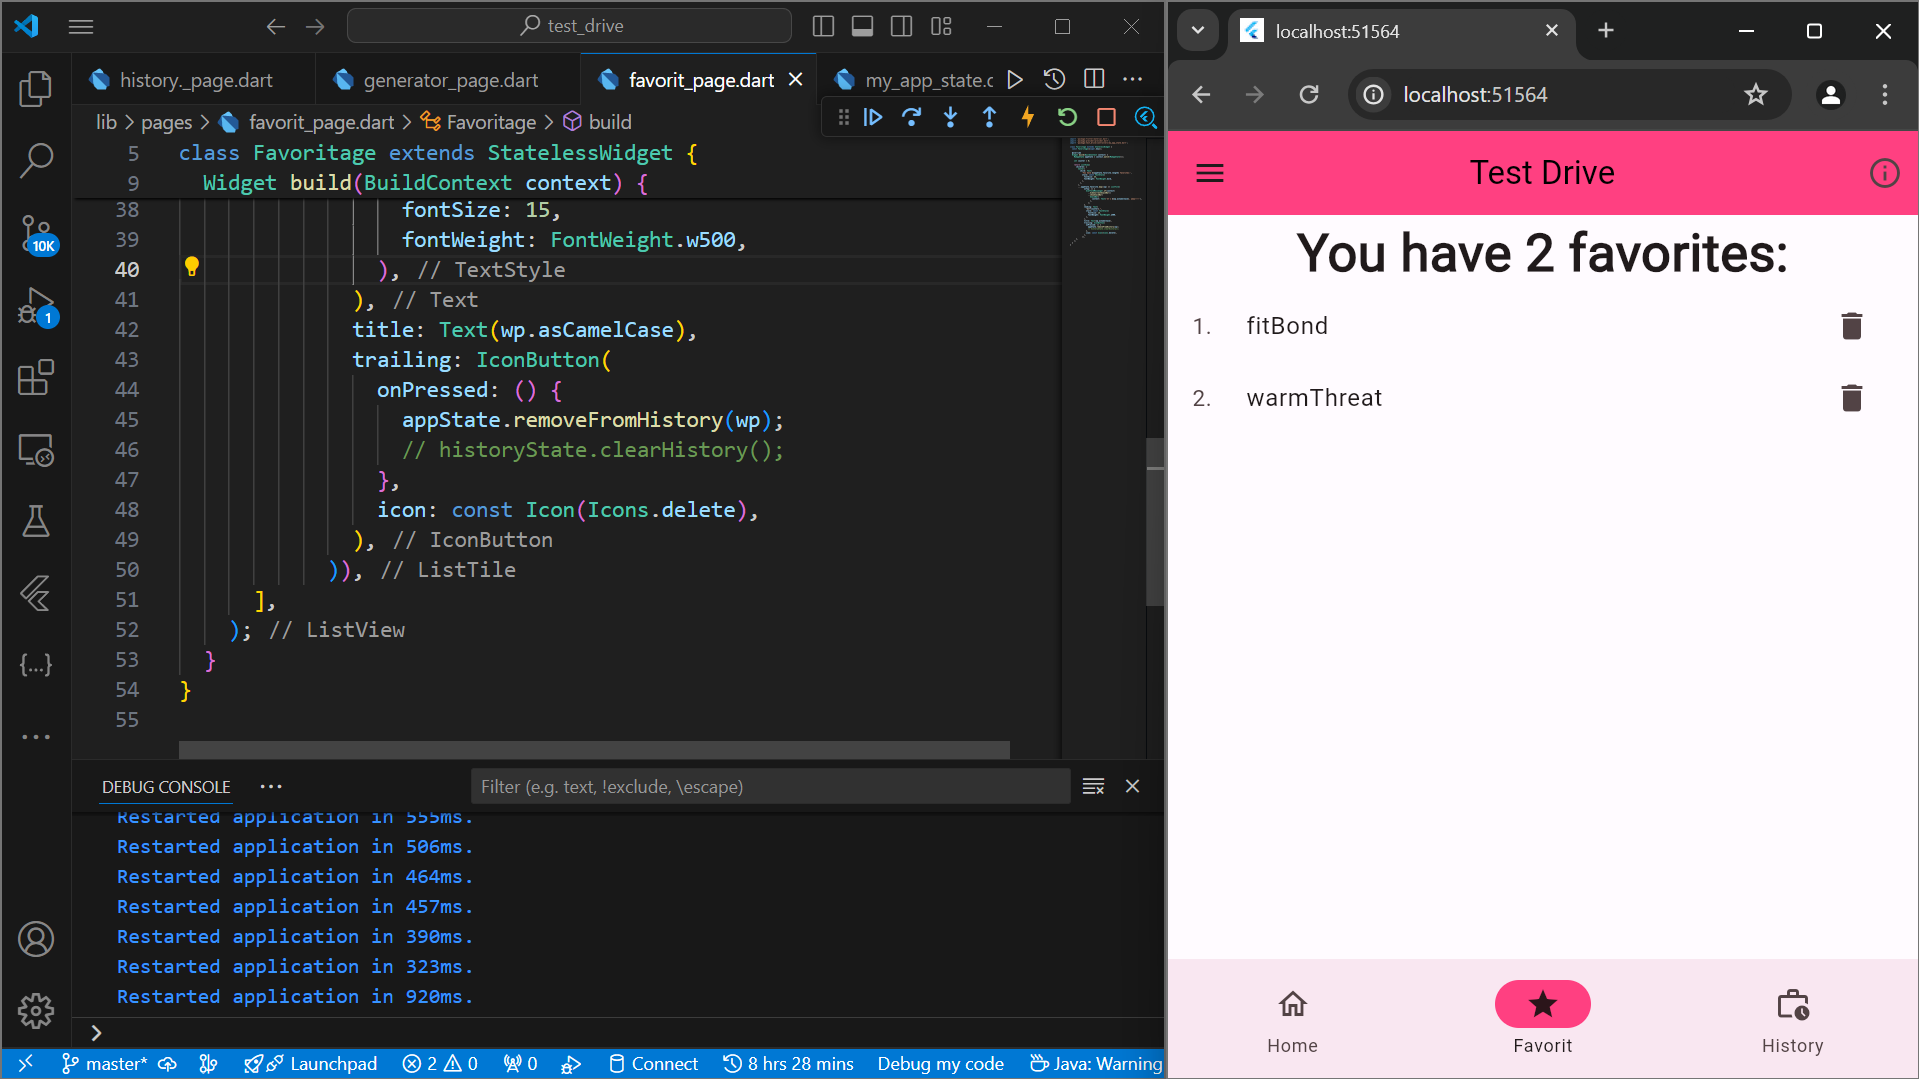 test_drive
history._page.dart
generator_page.dart
favorit_page.dart
my_app_state.c
lib > pages > favorit_page.dart > Favoritage > build
5 class Favoritage extends StatelessWidget {
9 Widget build(BuildContext context) {
38 fontSize: 15,
39 fontWeight: FontWeight.w500,
40 ), // TextStyle
41 ), // Text
42 title: Text(wp.asCamelCase),
43 trailing: IconButton(
44 onPressed: () {
45 appState.removeFromHistory(wp);
46 // historyState.clearHistory();
47 },
48 icon: const Icon(Icons.delete),
49 ), // IconButton
50 )), // ListTile
51 ],
52 ); // ListView
53 }
54 }
55
10K
1
DEBUG CONSOLE
Filter (e.g. text, !exclude, \escape)
Restarted application in 555ms.
Restarted application in 506ms.
Restarted application in 464ms.
Restarted application in 457ms.
Restarted application in 390ms.
Restarted application in 323ms.
Restarted application in 920ms.
master* Launchpad 2 0 0 Connect 8 hrs 28 mins Debug my code Java: Warning
localhost:51564
localhost:51564
Test Drive
You have 2 favorites:
1. fitBond
2. warmThreat
Home
Favorit
History